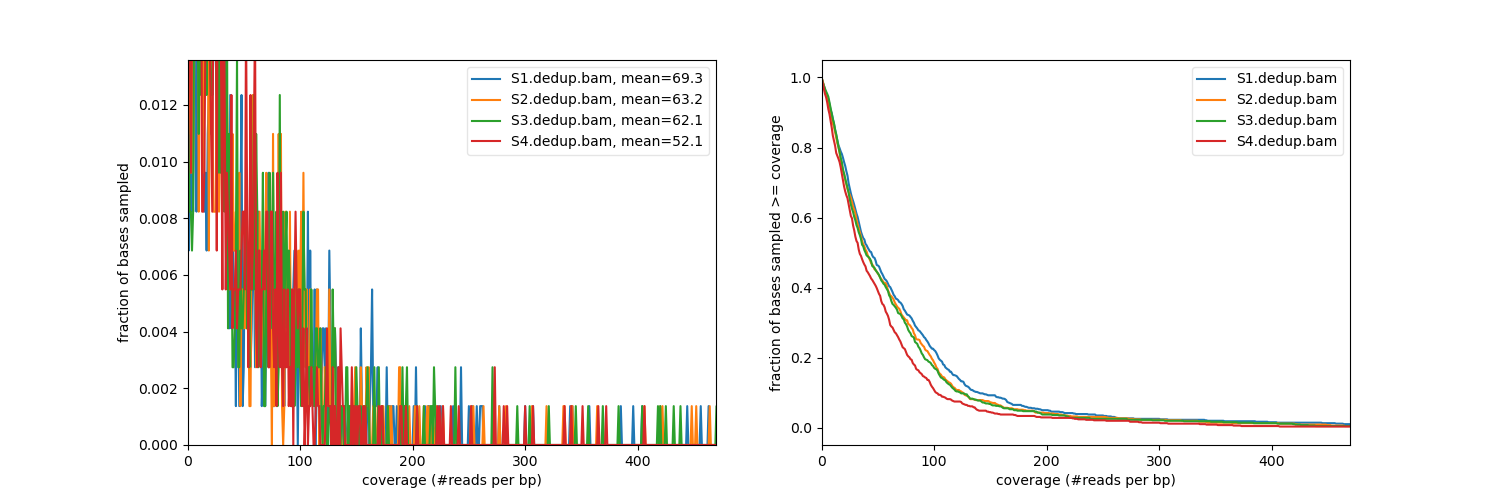 fraction of bases sampled
0.012
0.010
0.008
0.006
0.004
0.002
0.000
0 100 200 300 400
coverage (#reads per bp)
S1.dedup.bam, mean=69.3
S2.dedup.bam, mean=63.2
S3.dedup.bam, mean=62.1
S4.dedup.bam, mean=52.1
fraction of bases sampled >= coverage
1.0
0.8
0.6
0.4
0.2
0.0
0 100 200 300 400
coverage (#reads per bp)
S1.dedup.bam
S2.dedup.bam
S3.dedup.bam
S4.dedup.bam